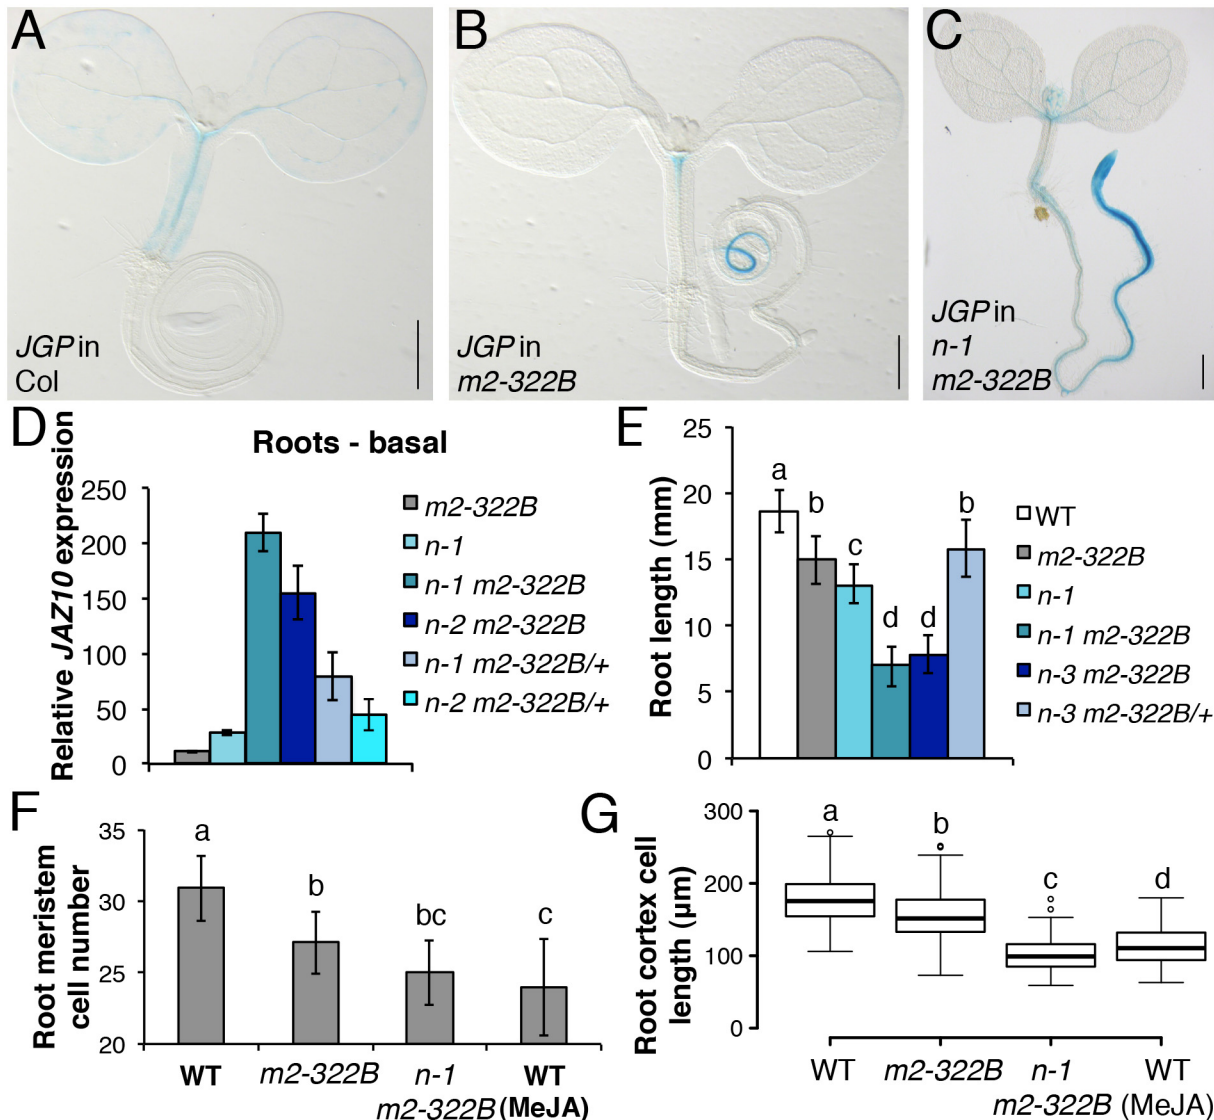 A
JGP in
Col
B
JGP in
m2-322B
C
JGP in
n-1
m2-322B
D
Roots - basal
Relative JAZ10 expression
250
200
150
100
50
0
m2-322B
n-1
n-1 m2-322B
n-2 m2-322B
n-1 m2-322B/+
n-2 m2-322B/+
E
Root length (mm)
25
20
15
10
5
0
a
b
c
d
d
b
WT
m2-322B
n-1
n-1 m2-322B
n-3 m2-322B
n-3 m2-322B/+
F
Root meristem
cell number
35
30
25
20
a
b
bc
c
WT
m2-322B
n-1
m2-322B
WT
(MeJA)
G
Root cortex cell
length (µm)
300
200
100
0
a
b
c
d
WT
m2-322B
n-1
m2-322B
WT
(MeJA)